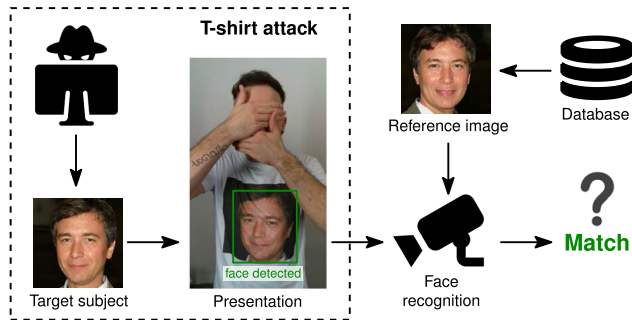 T-shirt attack
Reference image
Database
face detected
Target subject
Presentation
Face
recognition
?
Match